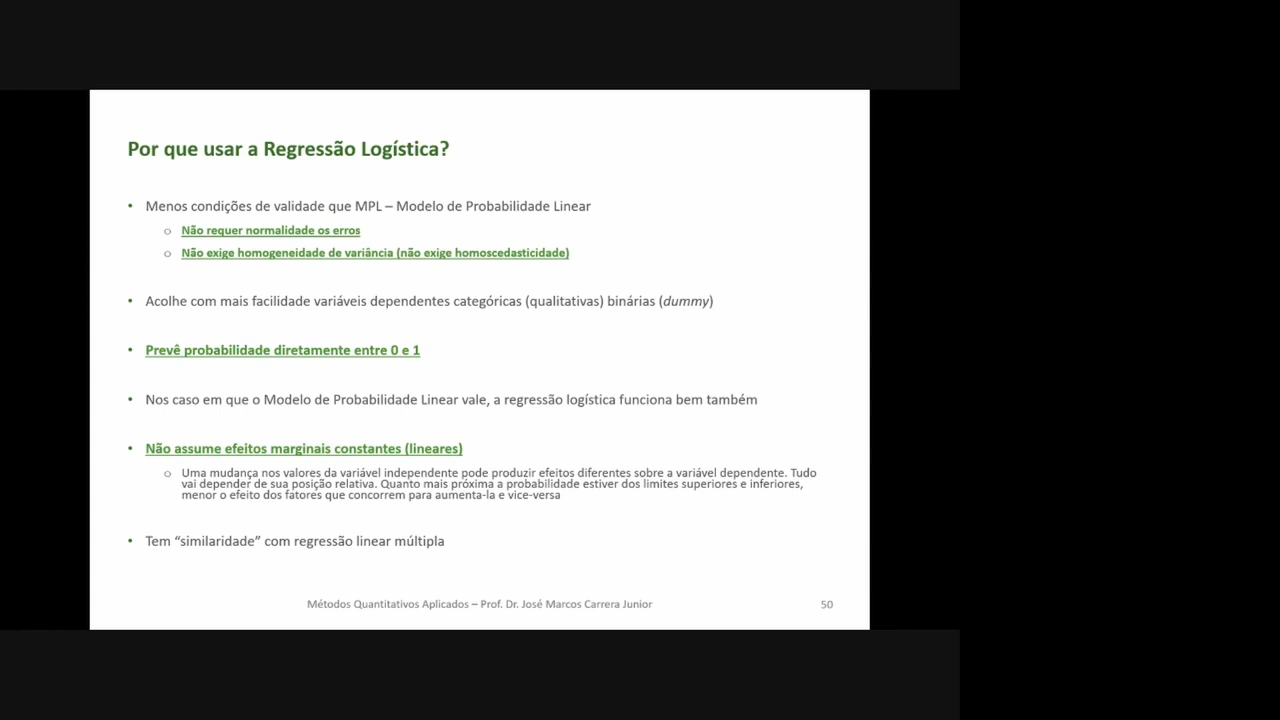 Por que usar a Regressão Logística?
• Menos condições de validade que MPL – Modelo de Probabilidade Linear
o Não requer normalidade os erros
o Não exige homogeneidade de variância (não exige homoscedasticidade)
• Acolhe com mais facilidade variáveis dependentes categóricas (qualitativas) binárias (dummy)
• Prevê probabilidade diretamente entre 0 e 1
• Nos caso em que o Modelo de Probabilidade Linear vale, a regressão logística funciona bem também
• Não assume efeitos marginais constantes (lineares)
o Uma mudança nos valores da variável independente pode produzir efeitos diferentes sobre a variável dependente. Tudo
vai depender de sua posição relativa. Quanto mais próxima a probabilidade estiver dos limites superiores e inferiores,
menor o efeito dos fatores que concorrem para aumenta-la e vice-versa
• Tem “similaridade” com regressão linear múltipla
Métodos Quantitativos Aplicados – Prof. Dr. José Marcos Carrera Junior
50